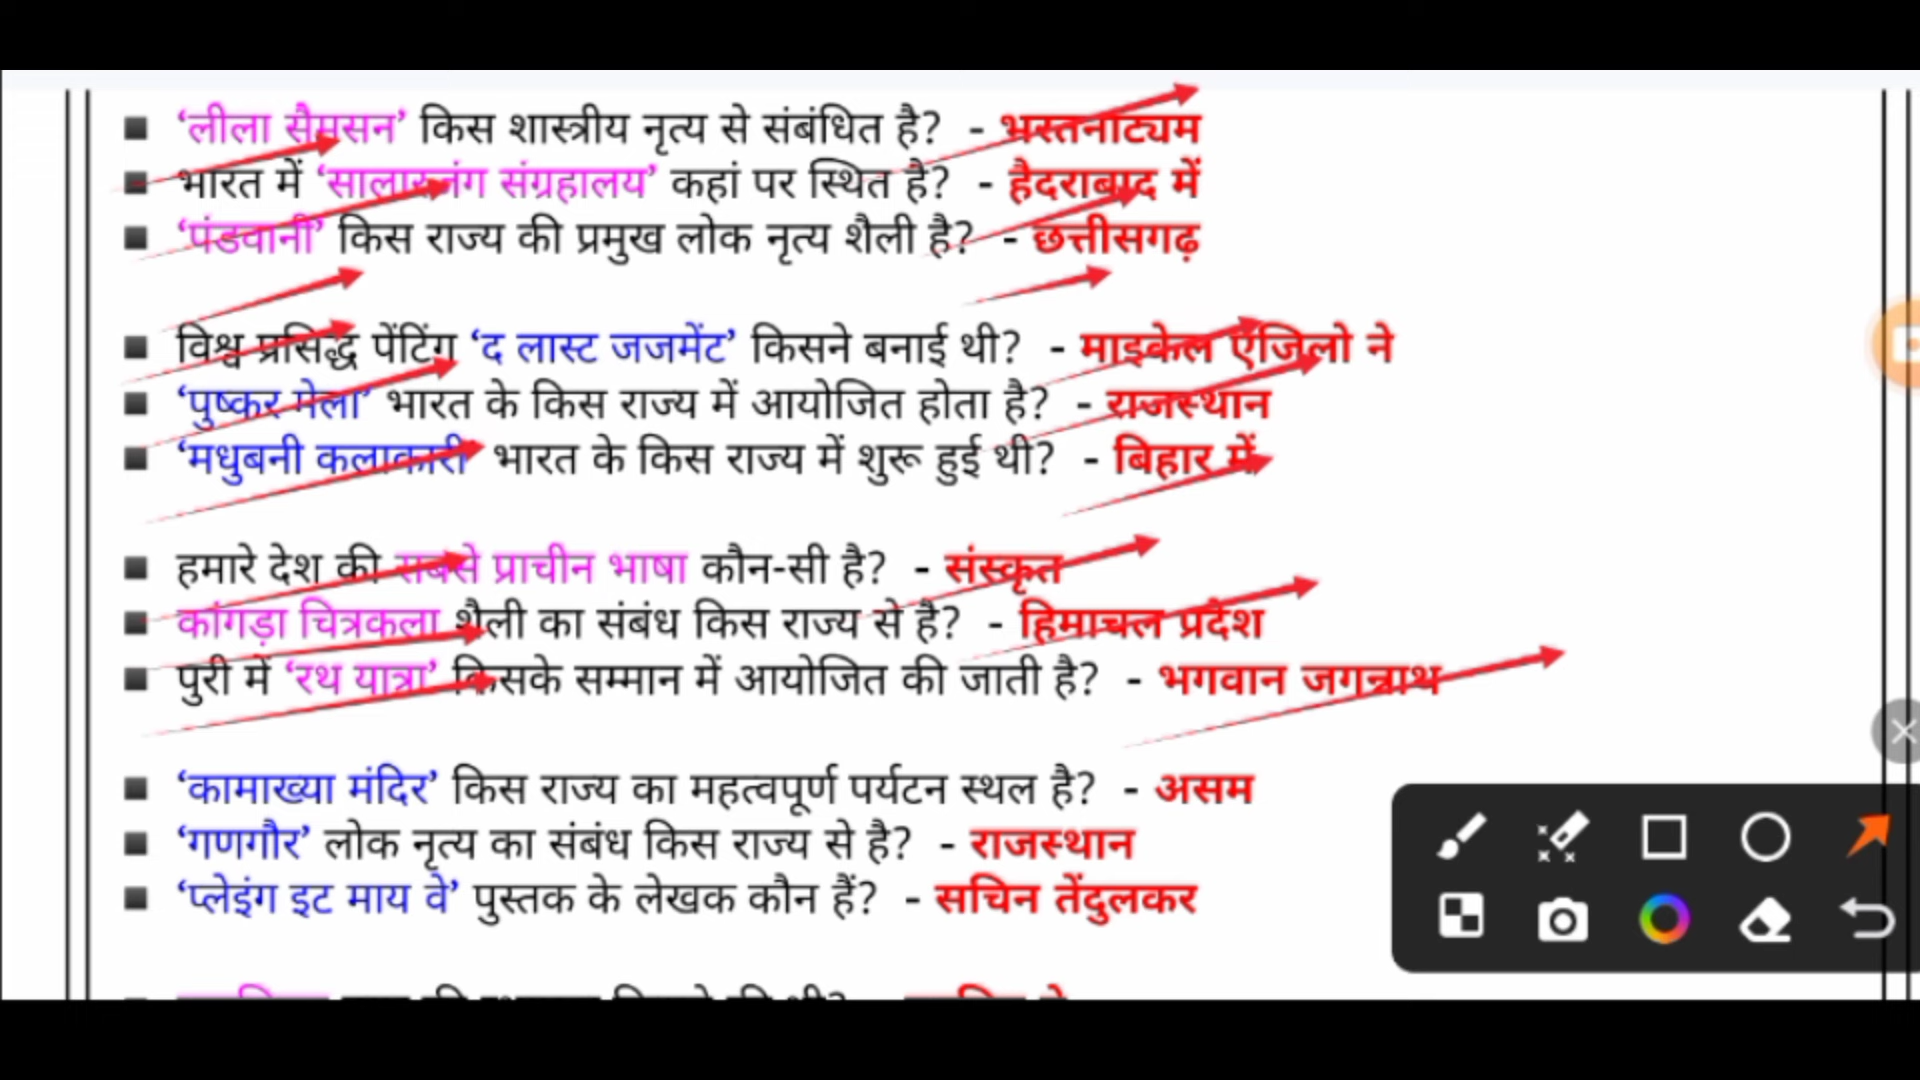 ■ ‘लीला सैमसन’ किस शास्त्रीय नृत्य से संबंधित है? - भरतनाट्यम
■ भारत में ‘सालारजंग संग्रहालय’ कहां पर स्थित है? - हैदराबाद में
■ ‘पंडवानी’ किस राज्य की प्रमुख लोक नृत्य शैली है? - छत्तीसगढ़
■ विश्व प्रसिद्ध पेंटिंग ‘द लास्ट जजमेंट’ किसने बनाई थी? - माइकेल एंजिलो ने
■ ‘पुष्कर मेला’ भारत के किस राज्य में आयोजित होता है? - राजस्थान
■ ‘मधुबनी कलाकारी’ भारत के किस राज्य में शुरू हुई थी? - बिहार में
■ हमारे देश की सबसे प्राचीन भाषा कौन-सी है? - संस्कृत
■ कांगड़ा चित्रकला शैली का संबंध किस राज्य से है? - हिमाचल प्रदेश
■ पुरी में ‘रथ यात्रा’ किसके सम्मान में आयोजित की जाती है? - भगवान जगन्नाथ
■ ‘कामाख्या मंदिर’ किस राज्य का महत्वपूर्ण पर्यटन स्थल है? - असम
■ ‘गणगौर’ लोक नृत्य का संबंध किस राज्य से है? - राजस्थान
■ ‘प्लेइंग इट माय वे’ पुस्तक के लेखक कौन हैं? - सचिन तेंदुलकर